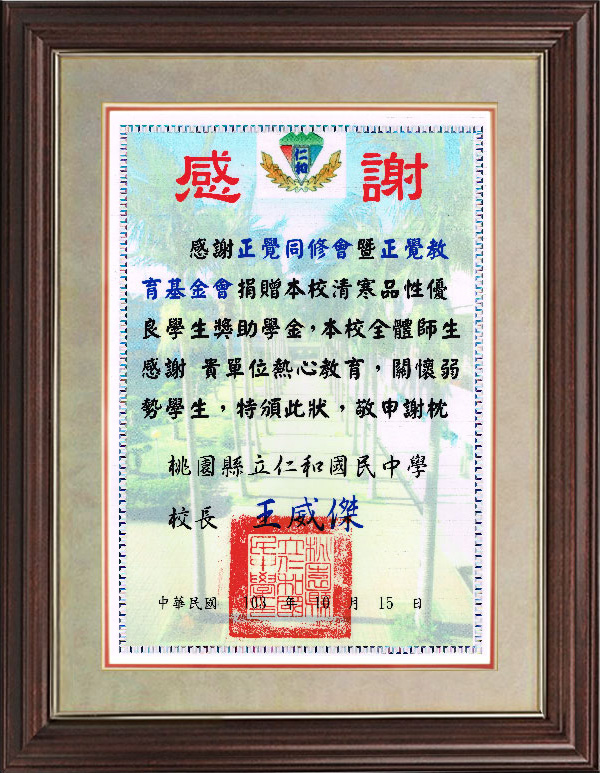 感謝
仁和
感謝正覺同修會暨正覺教
育基金會捐贈本校清寒品性優
良學生獎助學金，本校全體師生
感謝 貴單位熱心教育，關懷弱
勢學生，特頒此狀，敬申謝忱
桃園縣立仁和國民中學
校長 王威傑
中華民國 103 年 10 月 15 日